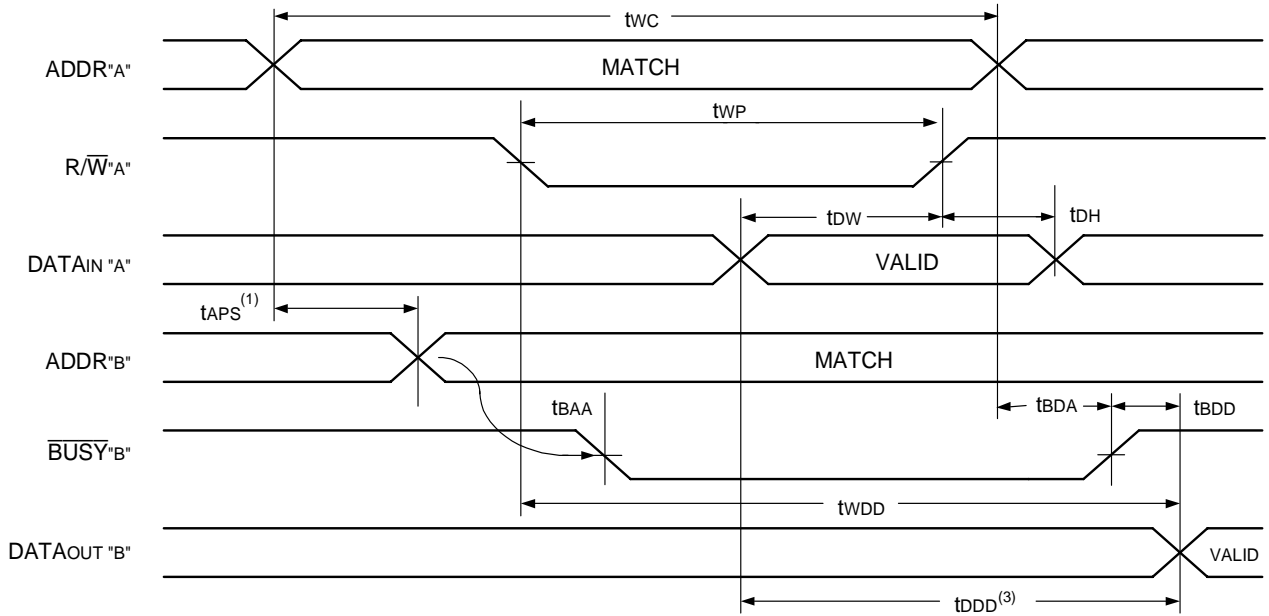 tWC
ADDR"A"
MATCH
tWP
R/W̅"A"
tDW
tDH
DATAIN "A"
VALID
tAPS(1)
ADDR"B"
MATCH
tBAA
tBDA
tBDD
B̅U̅S̅Y̅"B"
tWDD
DATAOUT "B"
VALID
tDDD(3)